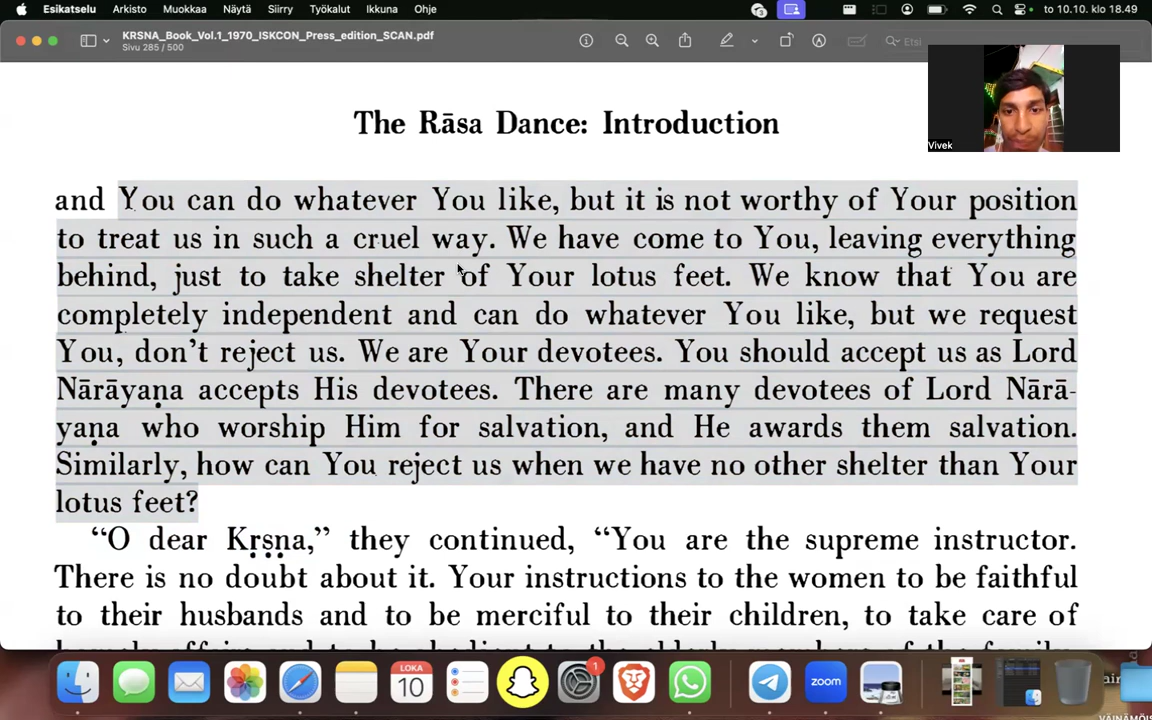 Esikatselu Arkisto Muokkaa Näytä Siirry Työkalut Ikkuna Ohje 3 to 10.10. klo 18.49
KRSNA_Book_Vol.1_1970_ISKCON_Press_edition_SCAN.pdf
Sivu 285 / 500
Etsi
Vivek
The Rāsa Dance: Introduction
and You can do whatever You like, but it is not worthy of Your position
to treat us in such a cruel way. We have come to You, leaving everything
behind, just to take shelter of Your lotus feet. We know that You are
completely independent and can do whatever You like, but we request
You, don't reject us. We are Your devotees. You should accept us as Lord
Nārāyaṇa accepts His devotees. There are many devotees of Lord Nārā-
yaṇa who worship Him for salvation, and He awards them salvation.
Similarly, how can You reject us when we have no other shelter than Your
lotus feet?
“O dear Kṛṣṇa,” they continued, “You are the supreme instructor.
There is no doubt about it. Your instructions to the women to be faithful
to their husbands and to be merciful to their children, to take care of
LOKA
10
1
zoom
VÄINÄMÖIS